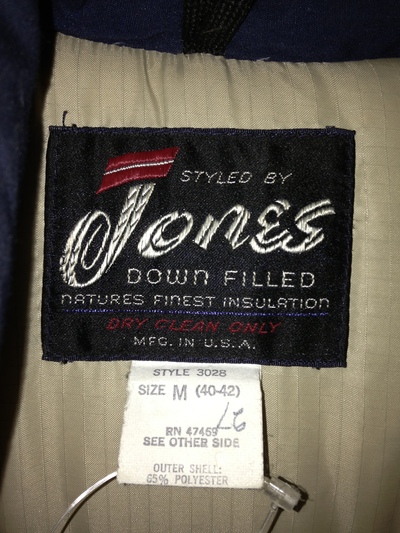 STYLED BY
Jones
DOWN FILLED
NATURES FINEST INSULATION
DRY CLEAN ONLY
MFG. IN U.S.A.
STYLE 3028
SIZE M (40-42)
RN 47469
SEE OTHER SIDE
OUTER SHELL:
65% POLYESTER